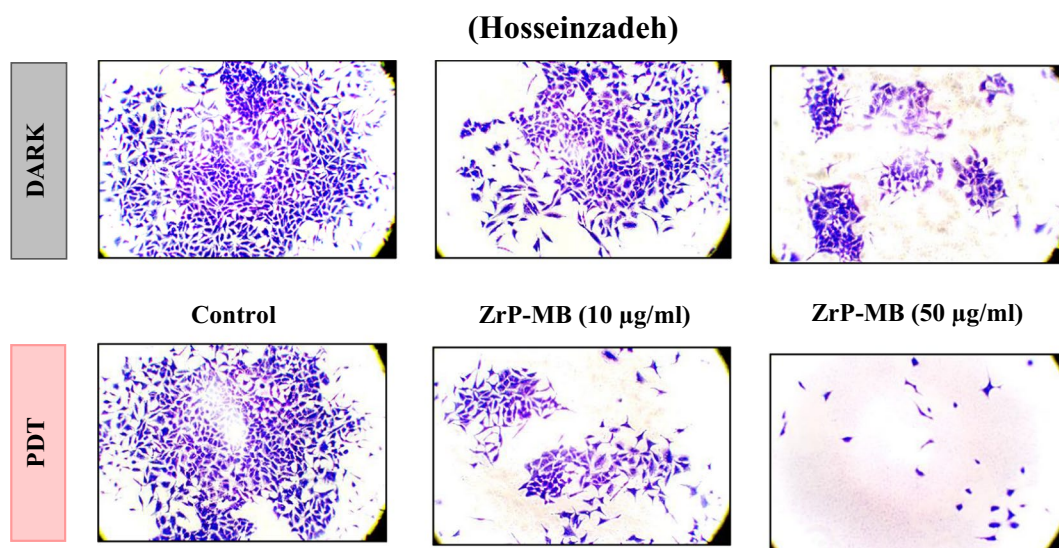 (Hosseinzadeh)
DARK
Control
ZrP-MB (10 µg/ml)
ZrP-MB (50 µg/ml)
PDT